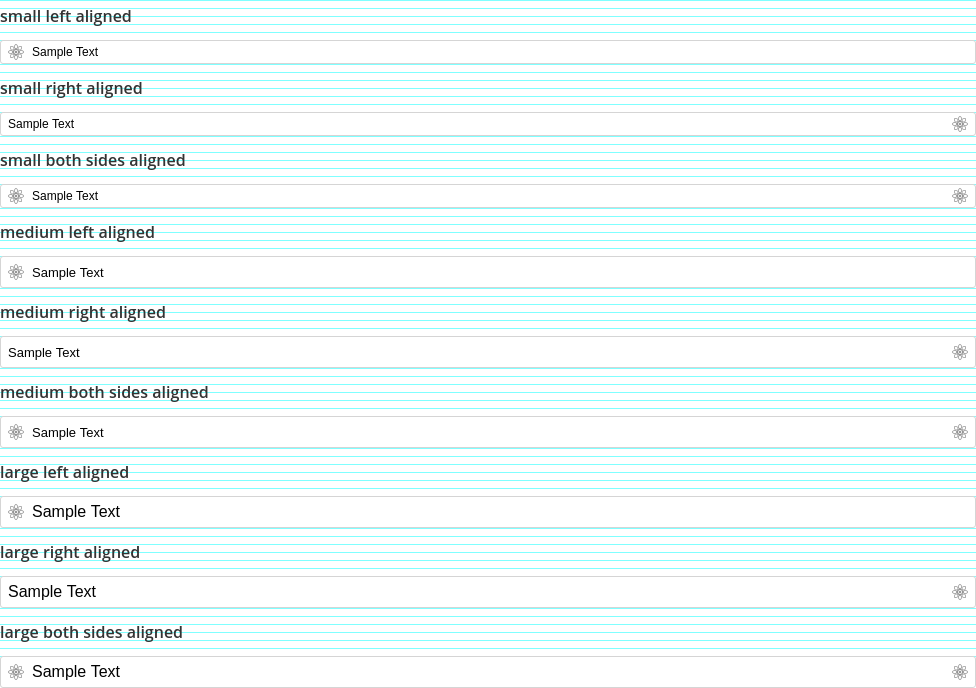 small left aligned
Sample Text
small right aligned
Sample Text
small both sides aligned
Sample Text
medium left aligned
Sample Text
medium right aligned
Sample Text
medium both sides aligned
Sample Text
large left aligned
Sample Text
large right aligned
Sample Text
large both sides aligned
Sample Text